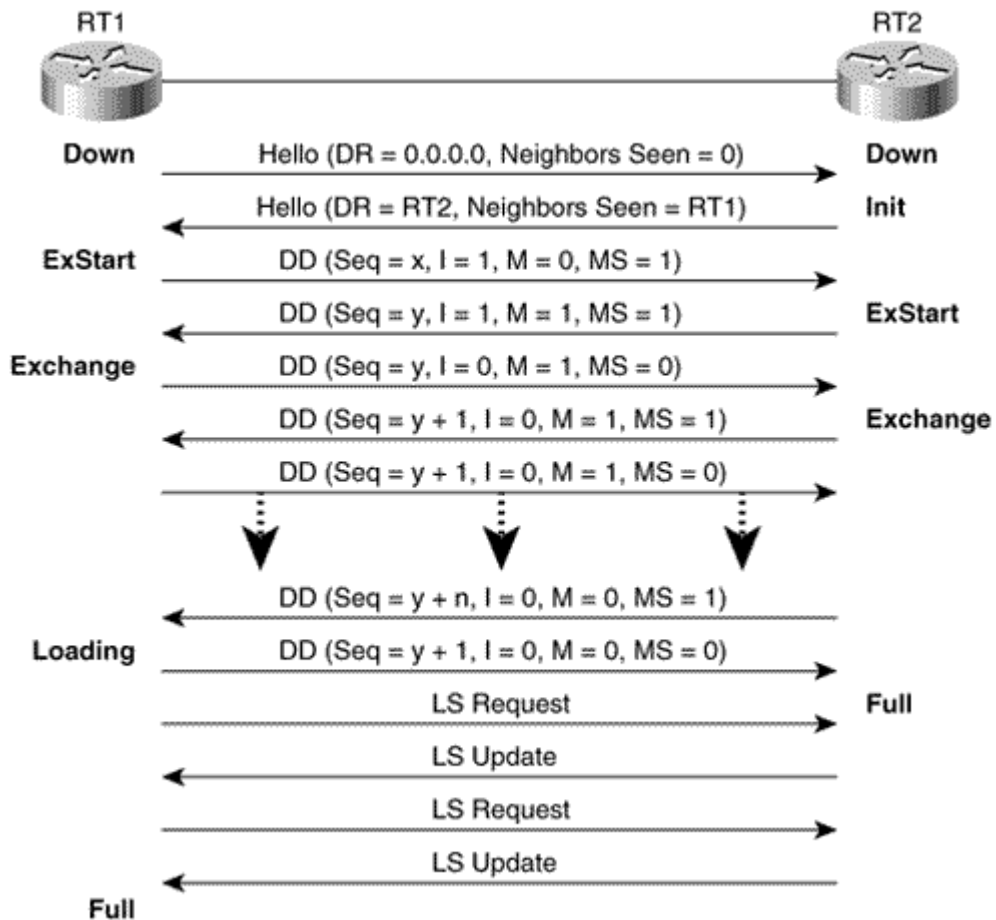 RT1
RT2
Down
Hello (DR = 0.0.0.0, Neighbors Seen = 0)
Down
Hello (DR = RT2, Neighbors Seen = RT1)
Init
ExStart
DD (Seq = x, I = 1, M = 0, MS = 1)
DD (Seq = y, I = 1, M = 1, MS = 1)
ExStart
Exchange
DD (Seq = y, I = 0, M = 1, MS = 0)
DD (Seq = y + 1, I = 0, M = 1, MS = 1)
Exchange
DD (Seq = y + 1, I = 0, M = 1, MS = 0)
DD (Seq = y + n, I = 0, M = 0, MS = 1)
Loading
DD (Seq = y + 1, I = 0, M = 0, MS = 0)
LS Request
Full
LS Update
LS Request
LS Update
Full